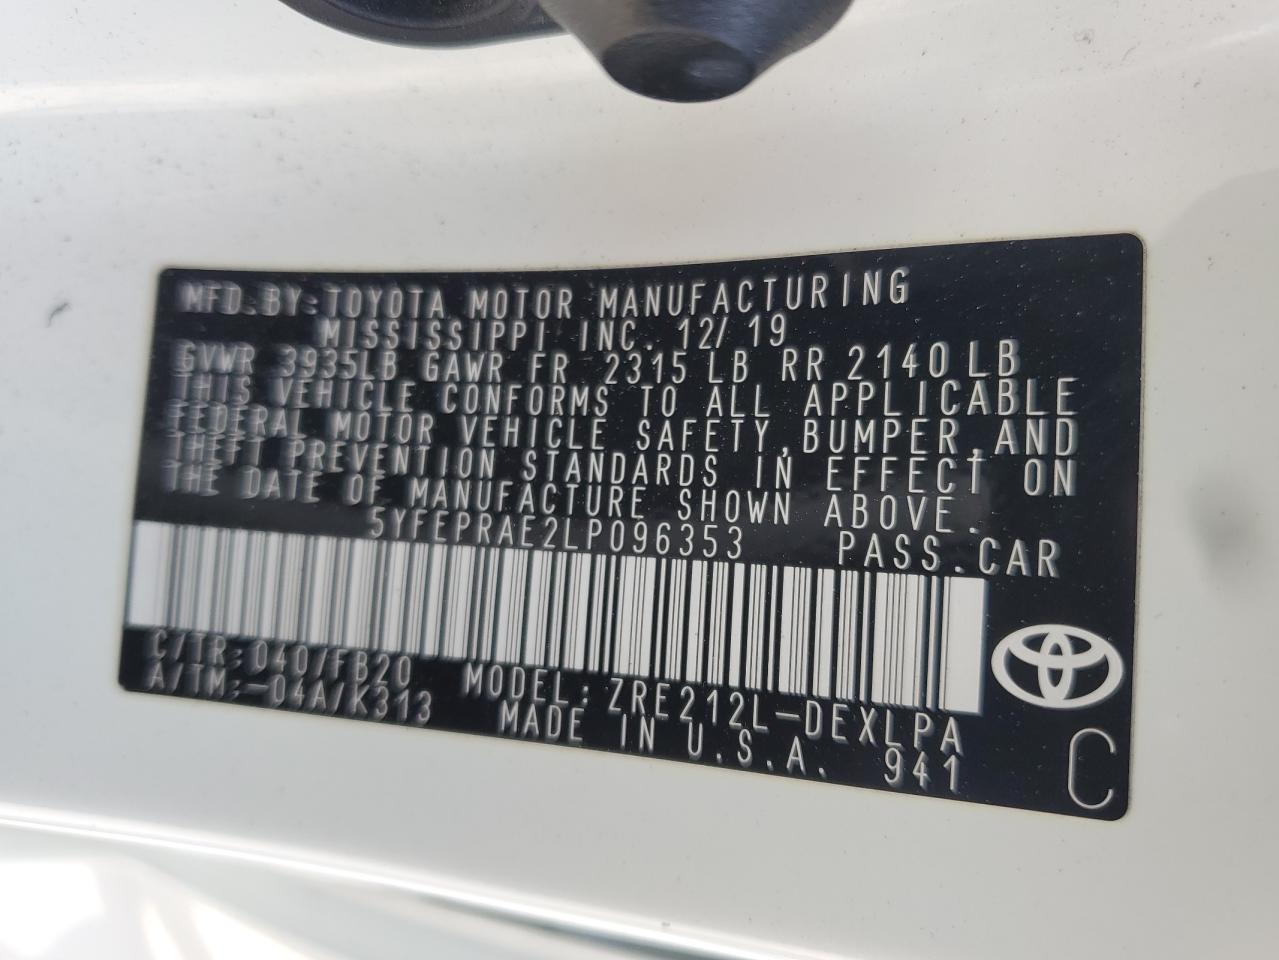 MFD.BY:TOYOTA MOTOR MANUFACTURING
MISSISSIPPI INC. 12/19
GVWR 3935LB GAWR FR 2315 LB RR 2140 LB
THIS VEHICLE CONFORMS TO ALL APPLICABLE
FEDERAL MOTOR VEHICLE SAFETY,BUMPER,AND
THEFT PREVENTION STANDARDS IN EFFECT ON
THE DATE OF MANUFACTURE SHOWN ABOVE.
5YFEPRAE2LP096353 PASS.CAR
C/TR:040/FB20 MODEL:ZRE212L-DEXLPA
A/TM:-04A/K313 MADE IN U.S.A. 941
C